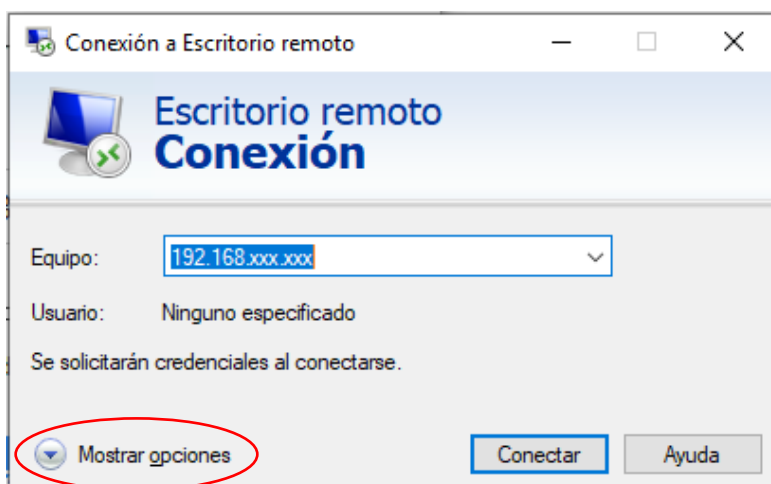 Conexión a Escritorio remoto
Escritorio remoto
Conexión
Equipo: 192.168.xxx.xxx
Usuario: Ninguno especificado
Se solicitarán credenciales al conectarse.
Mostrar opciones Conectar Ayuda